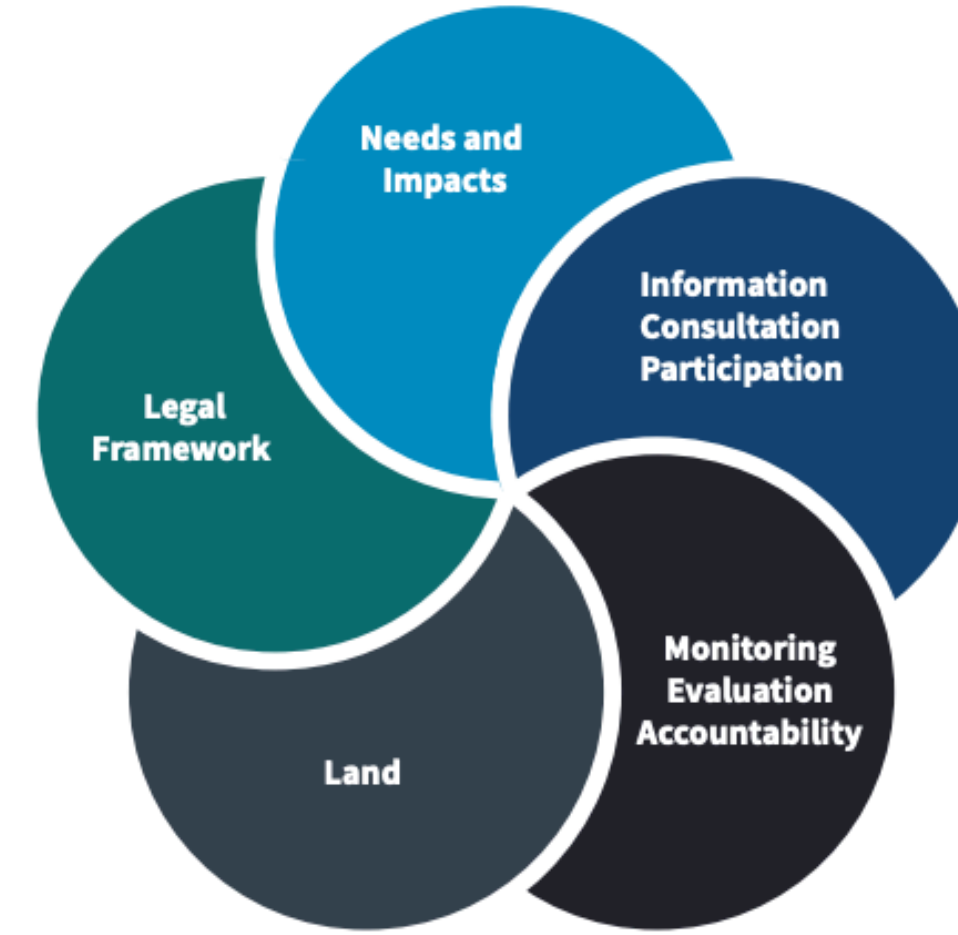 Needs and
Impacts
Information
Consultation
Participation
Legal
Framework
Monitoring
Evaluation
Accountability
Land